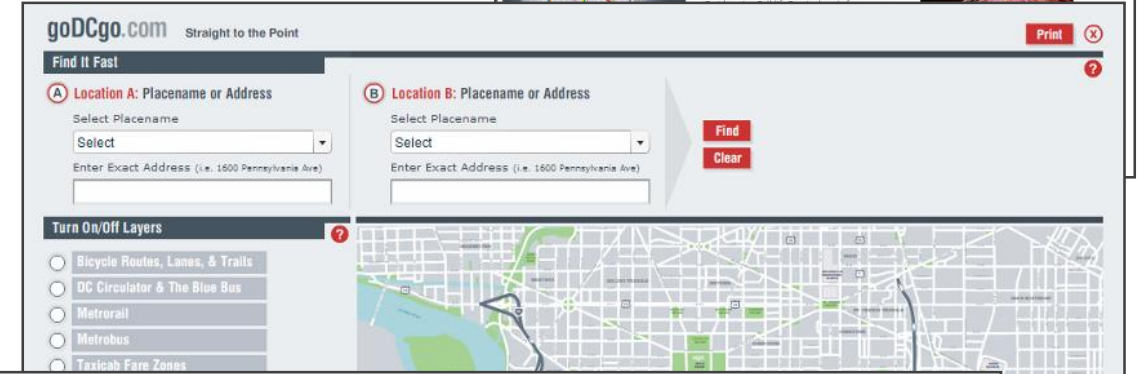 goDCgo.com Straight to the Point
Print X
Find It Fast
?
A Location A: Placename or Address
B Location B: Placename or Address
Select Placename
Select Placename
Select
Select
Find
Clear
Enter Exact Address (i.e. 1600 Pennsylvania Ave)
Enter Exact Address (i.e. 1600 Pennsylvania Ave)
Turn On/Off Layers
?
Bicycle Routes, Lanes, & Trails
DC Circulator & The Blue Bus
Metrorail
Metrobus
Taxicab Fare Zones